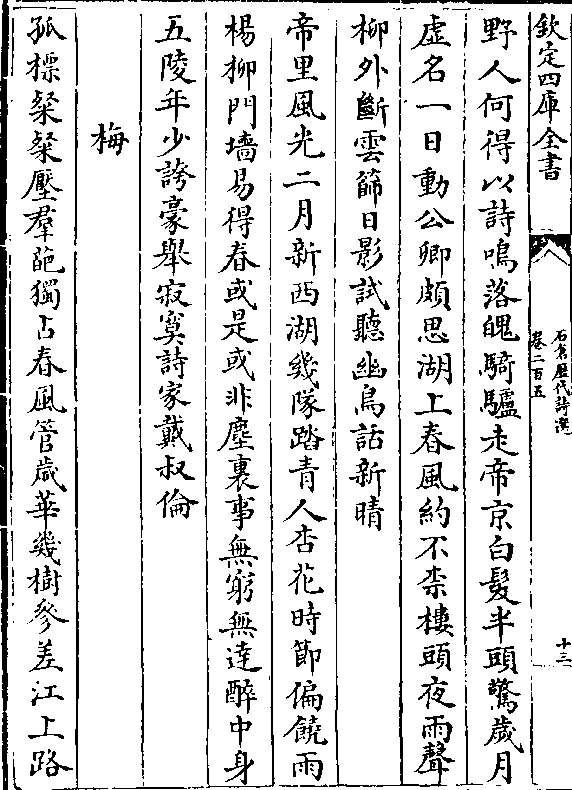 欽定四庫全書
石倉歷代詩選
卷二百五
十三
野人何得以詩鳴落魄騎驢走帝京白髮半頭驚歲月
虛名一日動公卿頗思湖上春風約不柰樓頭夜雨聲
柳外斷雲篩日影試聽幽鳥話新晴
帝里風光二月新西湖幾隊踏青人杏花時節偏饒雨
楊柳門墻易得春或是或非塵裏事無窮無達醉中身
五陵年少誇豪舉寂寞詩家戴叔倫
梅
孤標粲粲壓羣葩獨占春風管歲華幾樹參差江上路